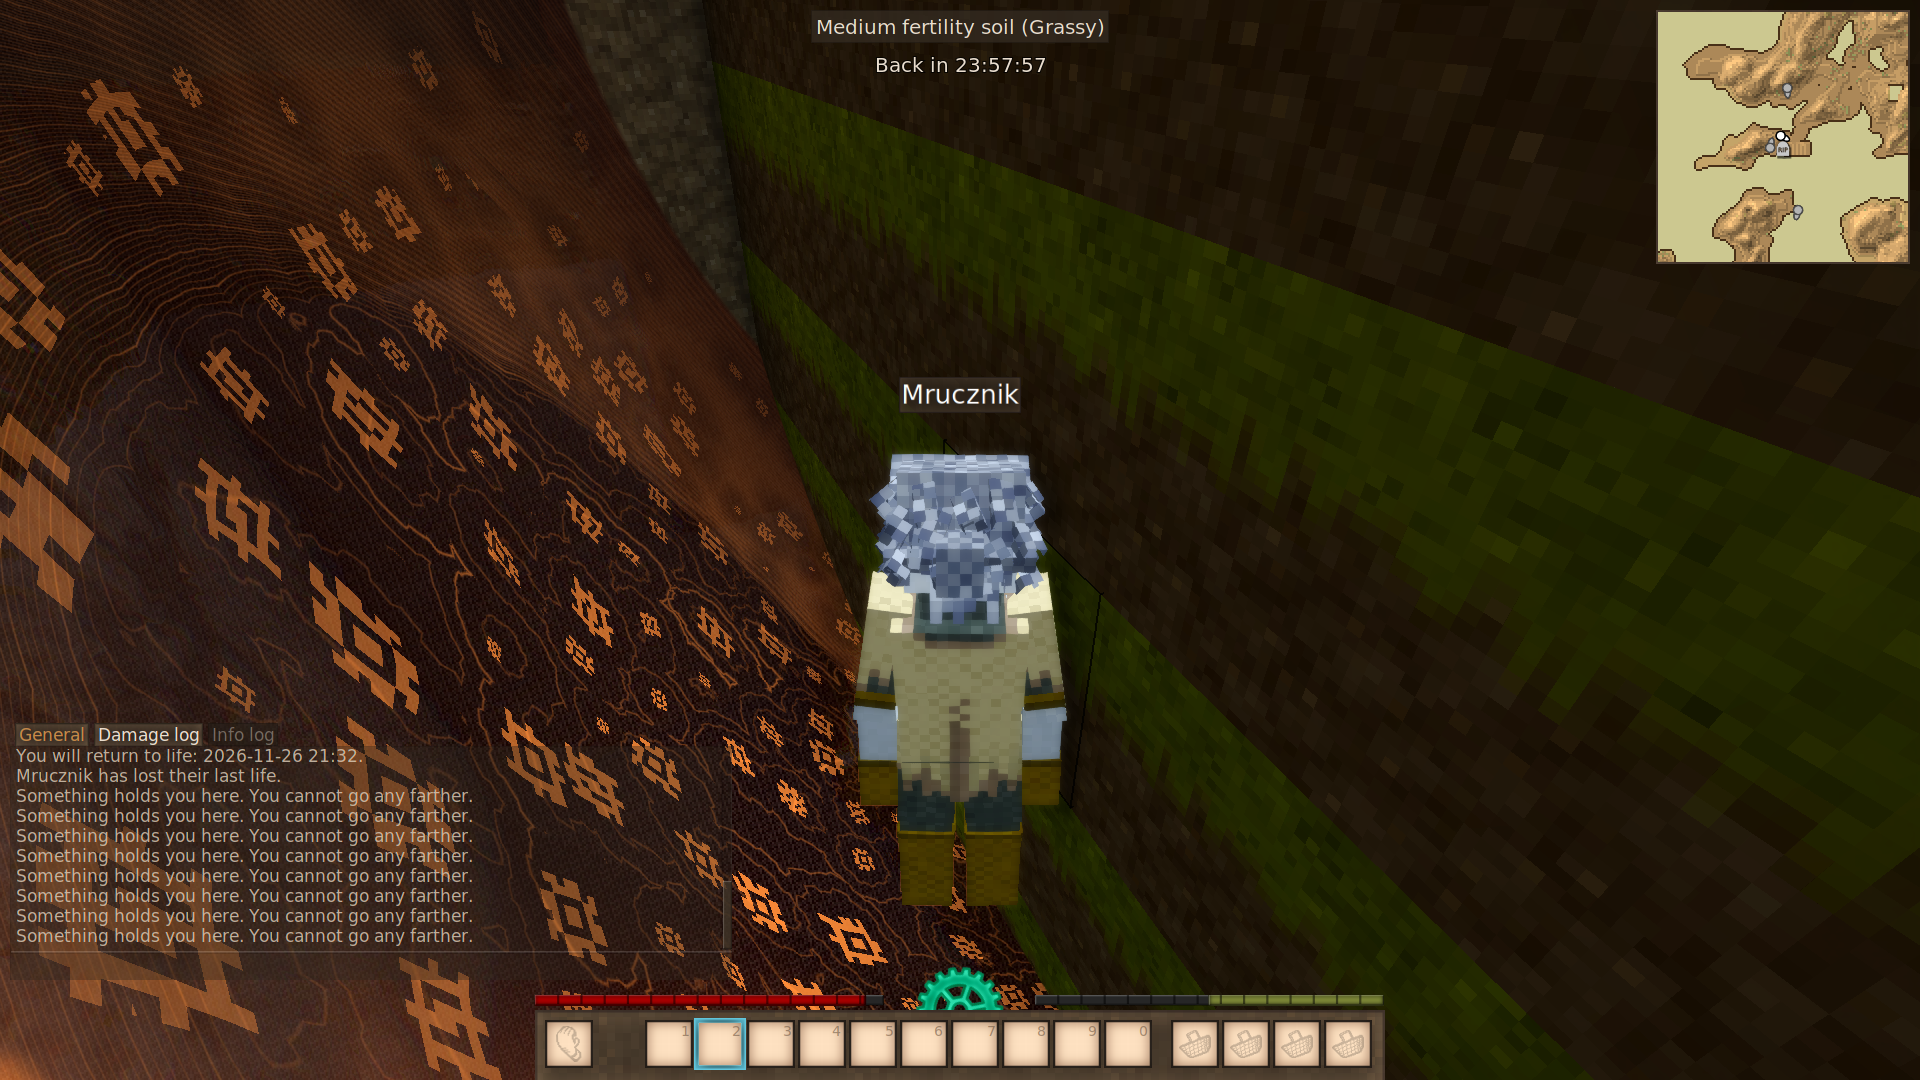 Medium fertility soil (Grassy)
Back in 23:57:57
RIP
Mrucznik
General Damage log Info log
You will return to life: 2026-11-26 21:32.
Mrucznik has lost their last life.
Something holds you here. You cannot go any farther.
Something holds you here. You cannot go any farther.
Something holds you here. You cannot go any farther.
Something holds you here. You cannot go any farther.
Something holds you here. You cannot go any farther.
Something holds you here. You cannot go any farther.
Something holds you here. You cannot go any farther.
Something holds you here. You cannot go any farther.
1 2 3 4 5 6 7 8 9 0